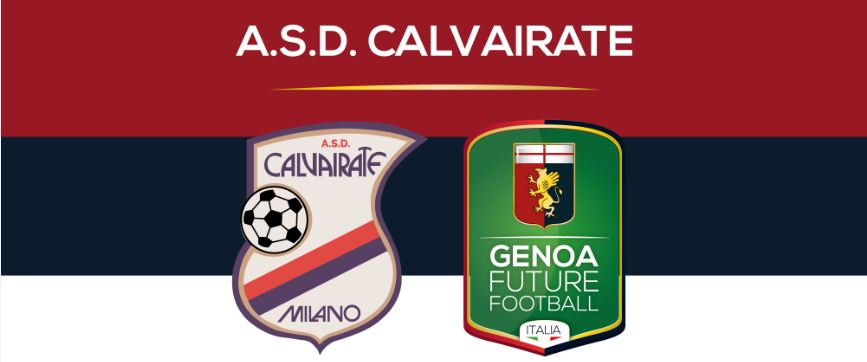 A.S.D. CALVAIRATE
A.S.D.
CALVAIRATE
MILANO
GENOA
FUTURE
FOOTBALL
ITALIA